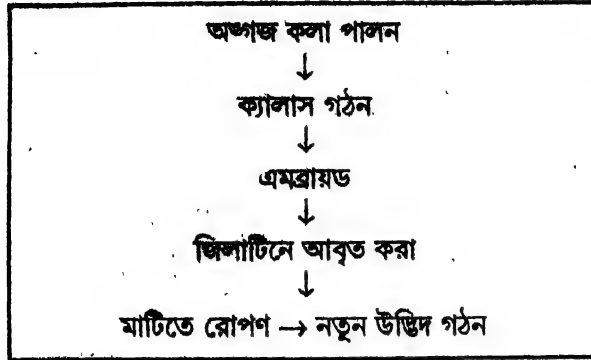 অঙ্গজ কলা পালন
↓
ক্যালাস গঠন
↓
এমব্রায়ড
↓
জিলাটিনে আবৃত করা
↓
মাটিতে রোপণ → নতুন উদ্ভিদ গঠন